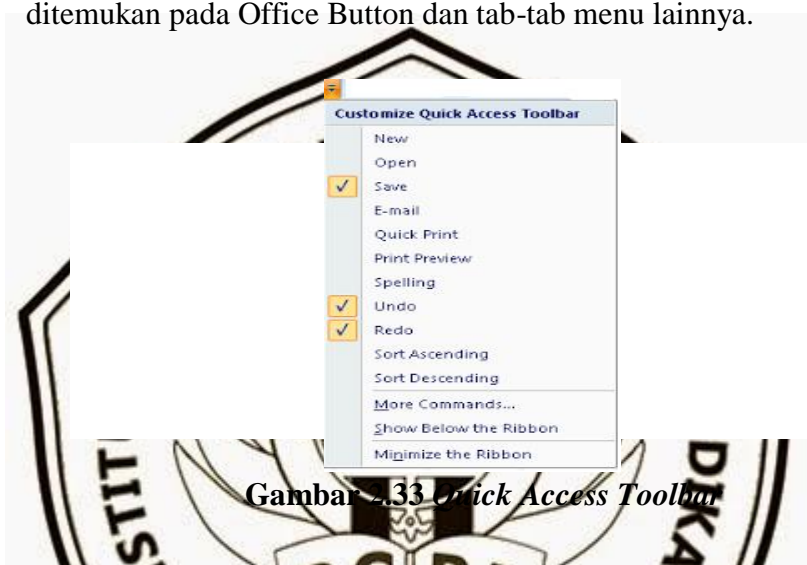 ditemukan pada Office Button dan tab-tab menu lainnya.
Customize Quick Access Toolbar
New
Open
Save
E-mail
Quick Print
Print Preview
Spelling
Undo
Redo
Sort Ascending
Sort Descending
More Commands...
Show Below the Ribbon
Minimize the Ribbon
Gambar 2.33 Quick Access Toolbar